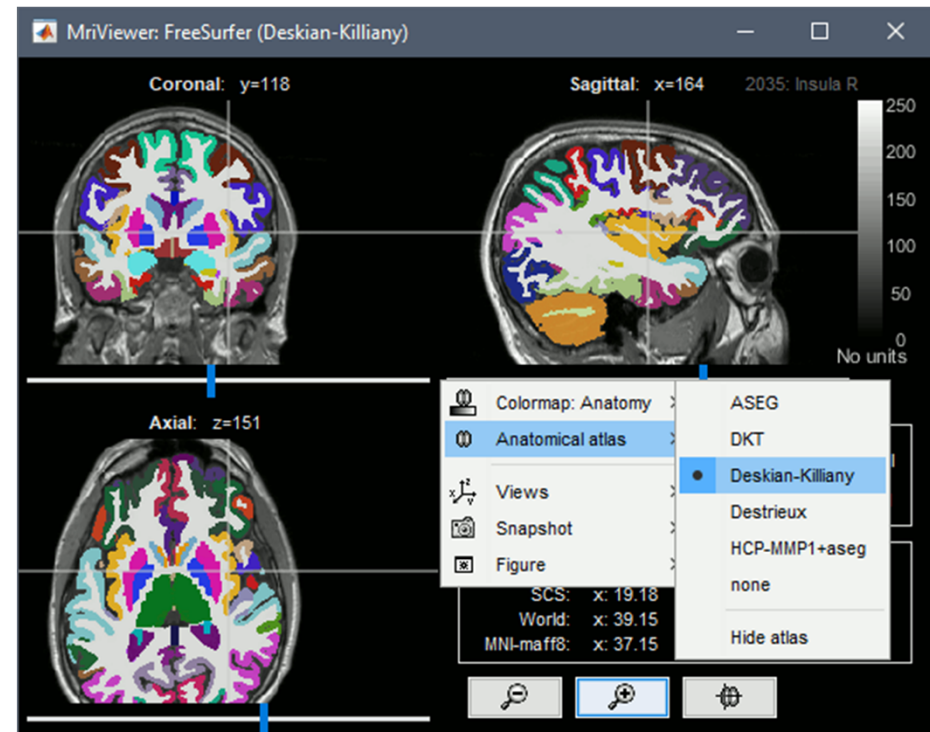 MriViewer: FreeSurfer (Deskian-Killiany)
Coronal: y=118
Sagittal: x=164
2035: Insula R
250
200
150
100
50
0
No units
Axial: z=151
Colormap: Anatomy
Anatomical atlas
Views
Snapshot
Figure
ASEG
DKT
Deskian-Killiany
Destrieux
HCP-MMP1+aseg
none
Hide atlas
SCS: x: 19.18
World: x: 39.15
MNI-maff8: x: 37.15